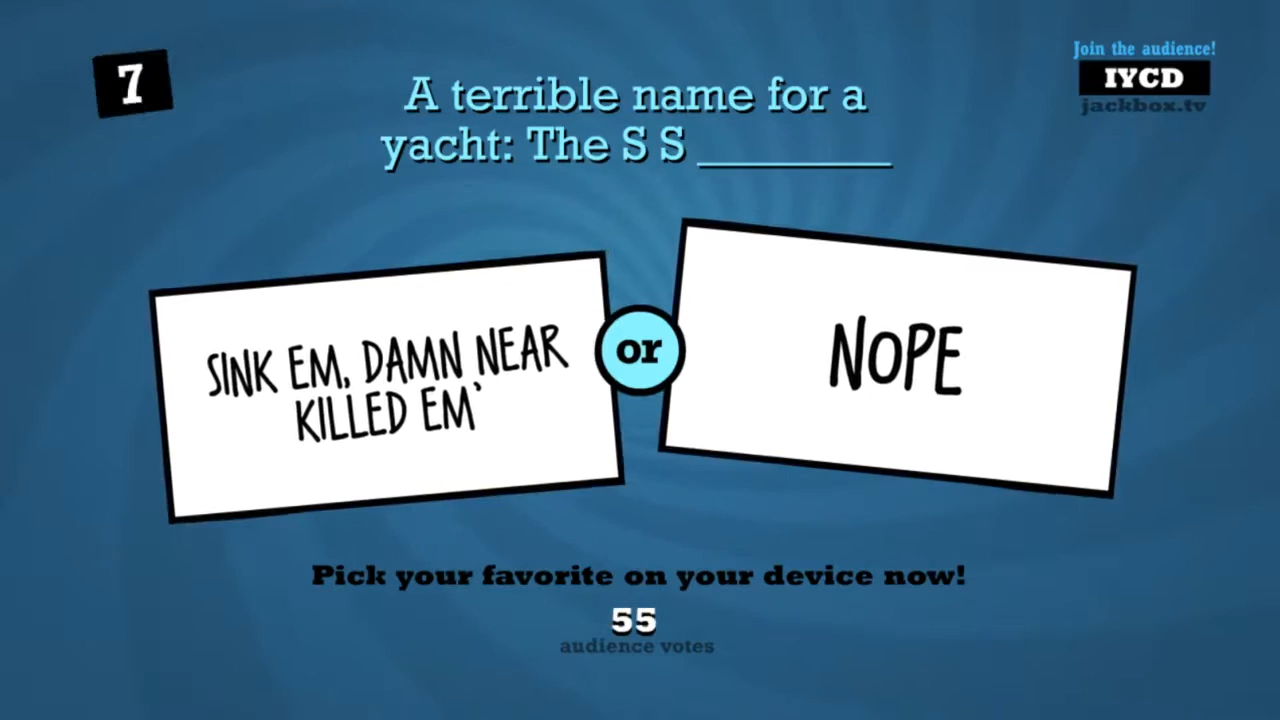 7
Join the audience!
IYCD
jackbox.tv
A terrible name for a
yacht: The S S ________
SINK EM, DAMN NEAR
KILLED EM'
or
NOPE
Pick your favorite on your device now!
55
audience votes